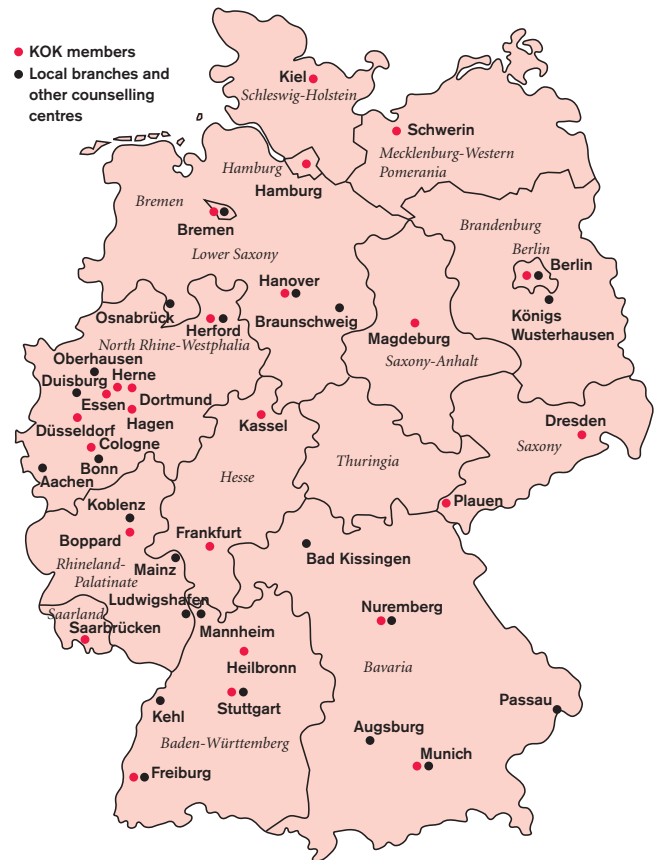 KOK members
Local branches and
other counselling
centres
Kiel
Schleswig-Holstein
Schwerin
Mecklenburg-Western
Pomerania
Hamburg
Hamburg
Bremen
Bremen
Lower Saxony
Brandenburg
Berlin
Berlin
Hanover
Osnabrück
Braunschweig
Königs
Wusterhausen
Herford
North Rhine-Westphalia
Magdeburg
Saxony-Anhalt
Oberhausen
Duisburg
Herne
Essen
Dortmund
Hagen
Düsseldorf
Cologne
Bonn
Aachen
Kassel
Dresden
Saxony
Thuringia
Hesse
Plauen
Koblenz
Boppard
Frankfurt
Bad Kissingen
Mainz
Rhineland-
Palatinate
Ludwigshafen
Saarland
Saarbrücken
Mannheim
Nuremberg
Heilbronn
Bavaria
Stuttgart
Kehl
Passau
Baden-Württemberg
Augsburg
Munich
Freiburg